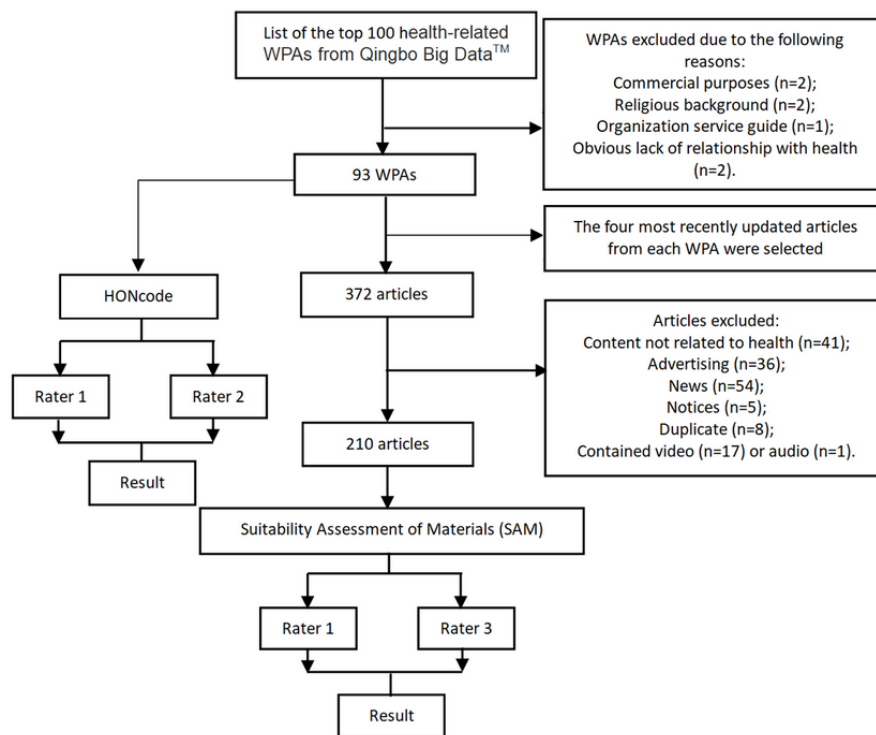 List of the top 100 health-related
WPAs from Qingbo Big Data™
WPAs excluded due to the following
reasons:
Commercial purposes (n=2);
Religious background (n=2);
Organization service guide (n=1);
Obvious lack of relationship with health
(n=2).
93 WPAs
The four most recently updated articles
from each WPA were selected
HONcode
372 articles
Articles excluded:
Content not related to health (n=41);
Advertising (n=36);
News (n=54);
Notices (n=5);
Duplicate (n=8);
Contained video (n=17) or audio (n=1).
Rater 1
Rater 2
210 articles
Result
Suitability Assessment of Materials (SAM)
Rater 1
Rater 3
Result